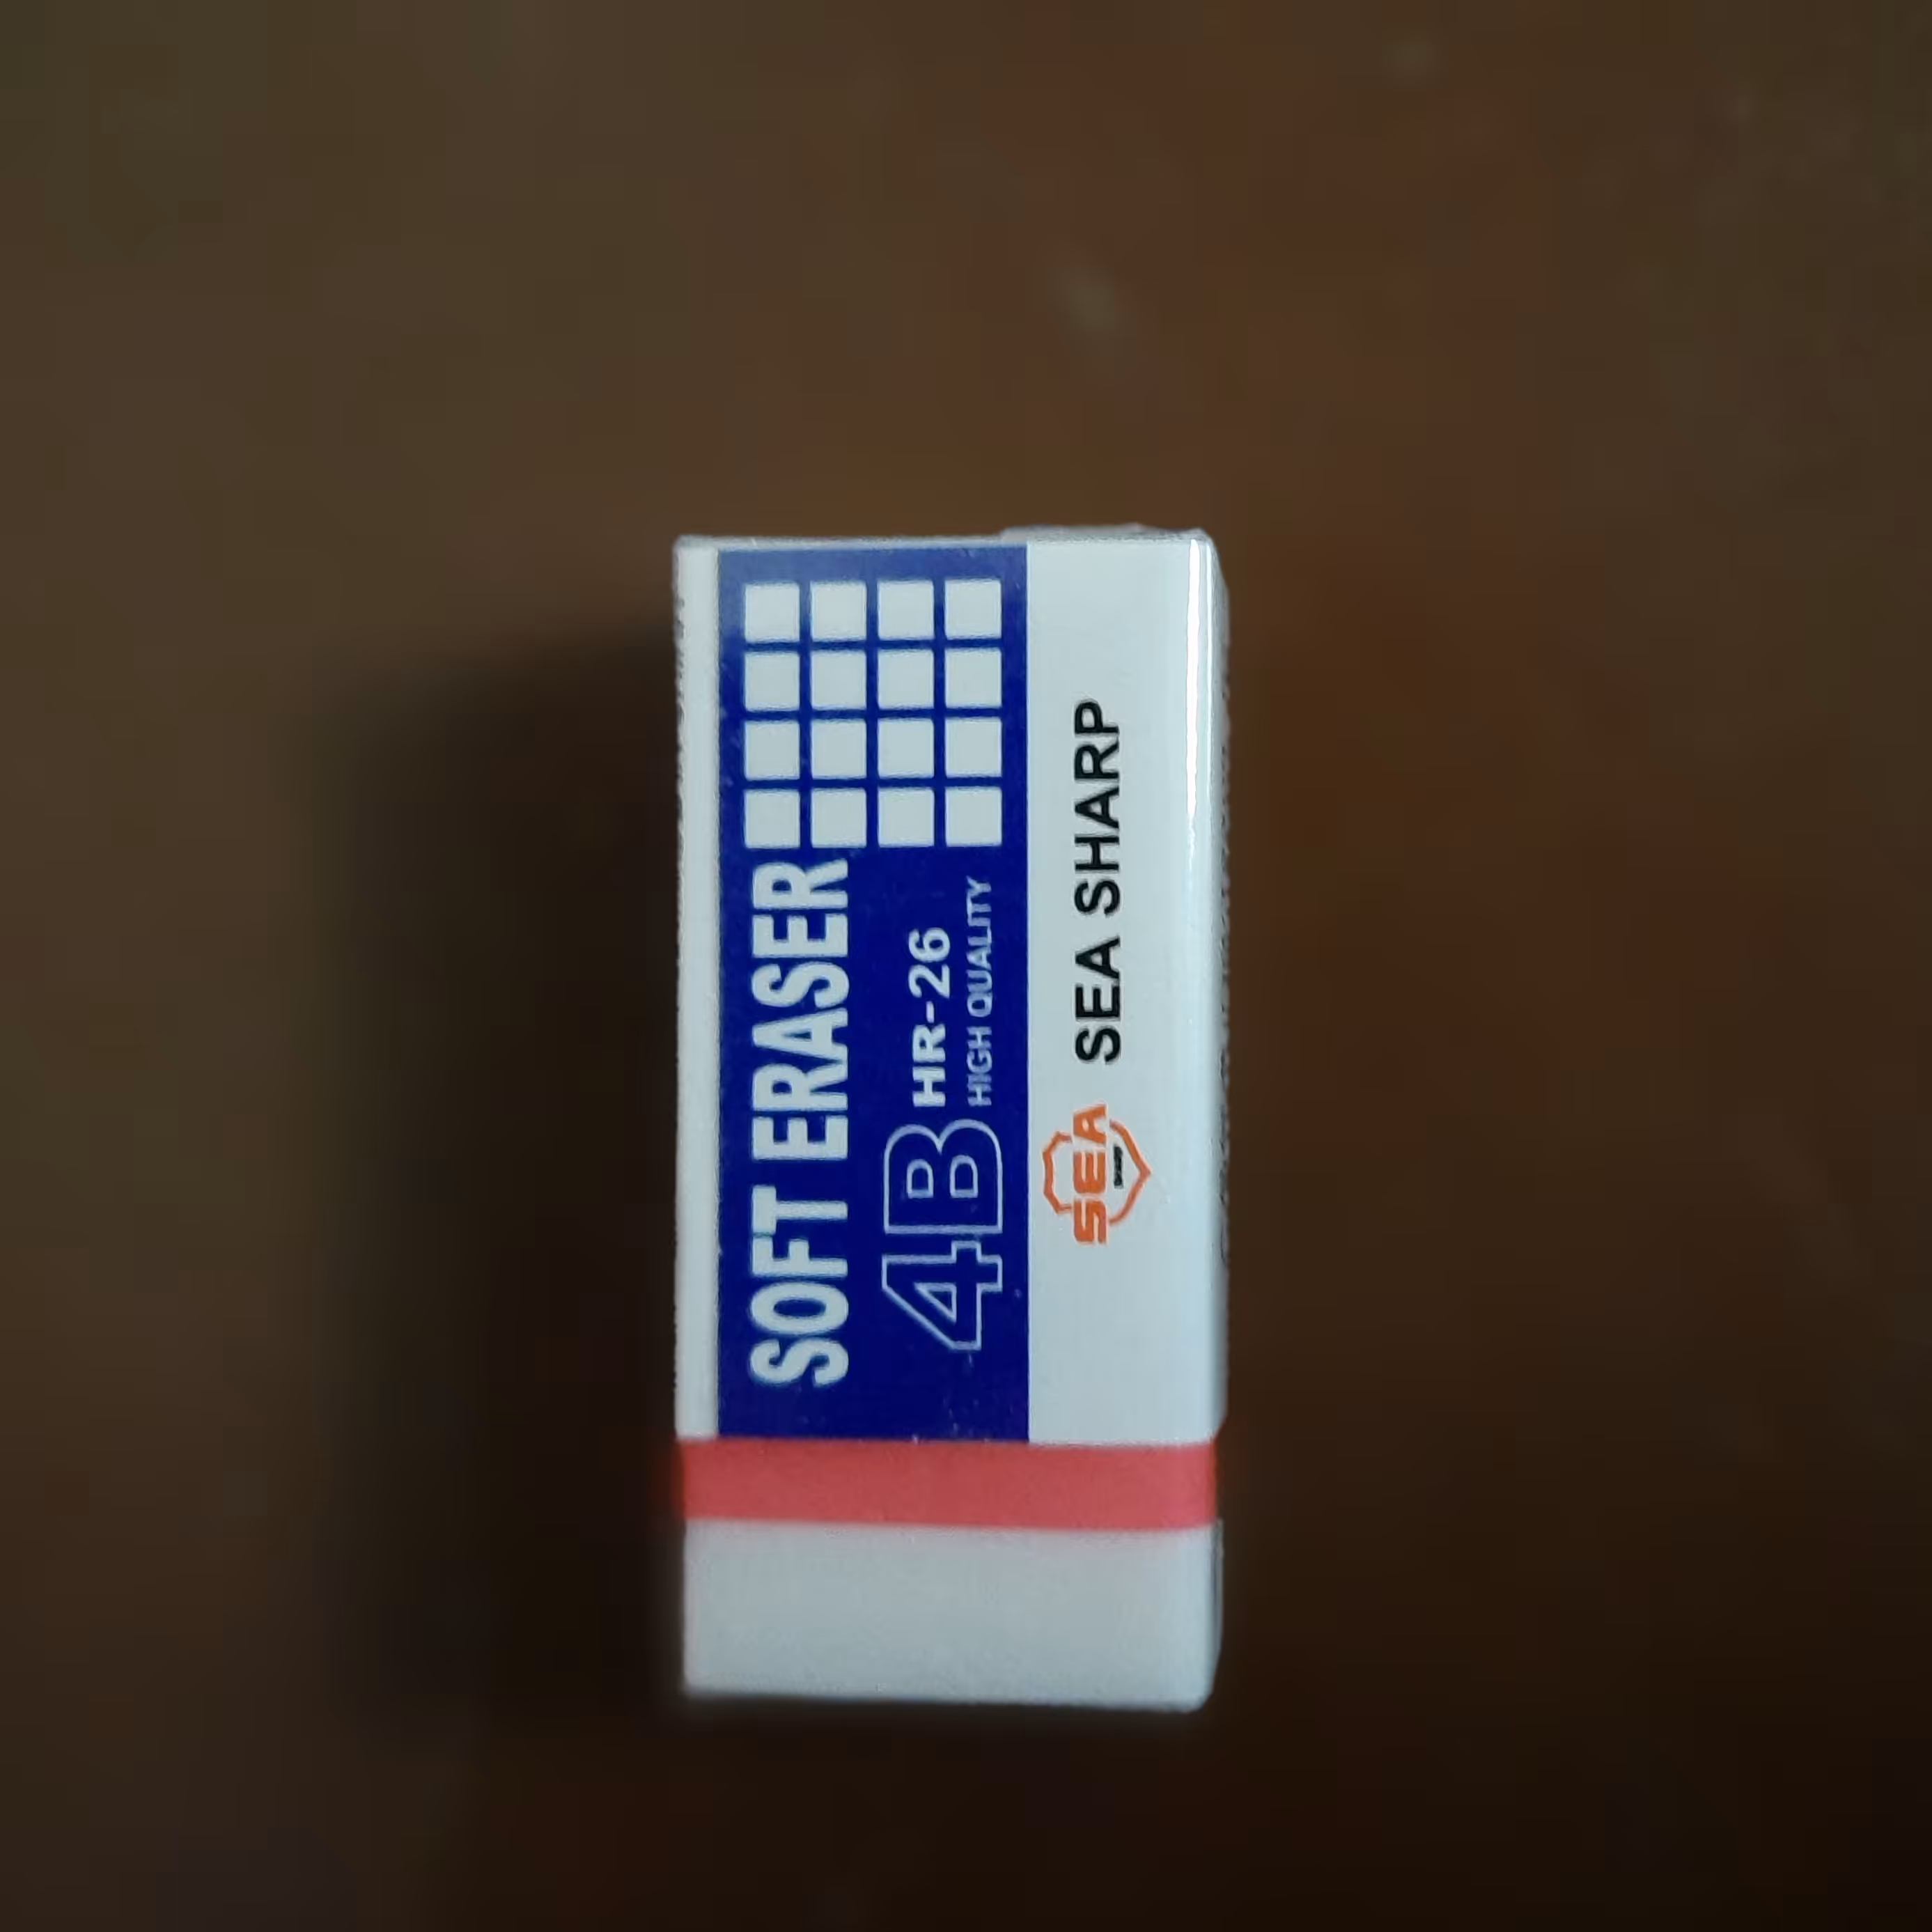 SOFT ERASER
4B HR-26
HIGH QUALITY
SEA SEA SHARP